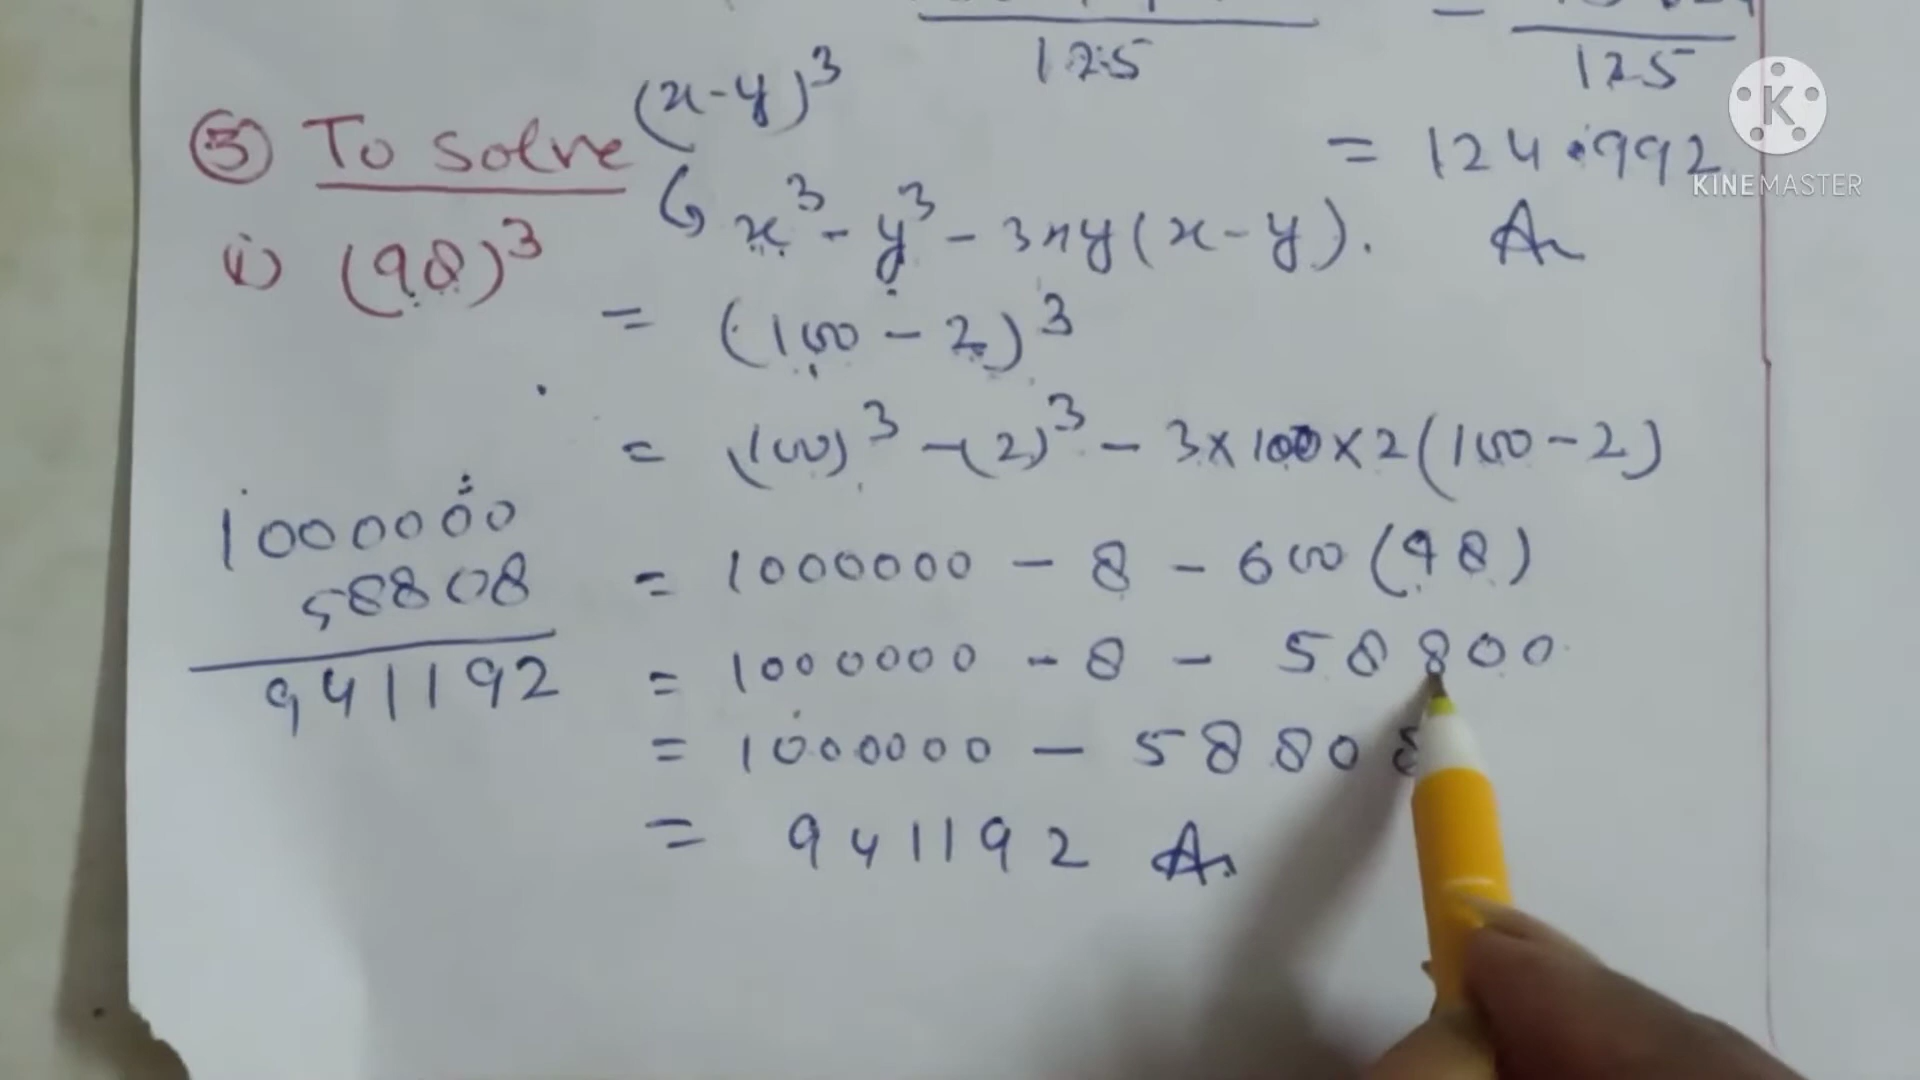 125
125
(x-y)³
③ To solve
= 124.992
K
KINEMASTER
↳ x³ - y³ - 3xy(x-y).
i) (98)³
= (100 - 2)³
= (100)³ - (2)³ - 3×100×2(100-2)
= 1000000 - 8 - 600(98)
= 1000000 - 8 - 58800
= 1000000 - 58808
= 941192
1000000
58808
941192